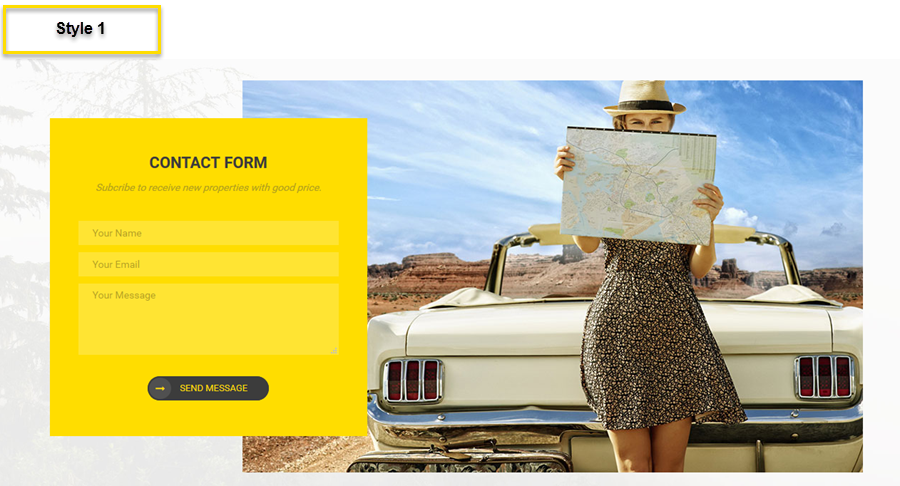 Style 1
CONTACT FORM
Subcribe to receive new properties with good price.
Your Name
Your Email
Your Message
SEND MESSAGE